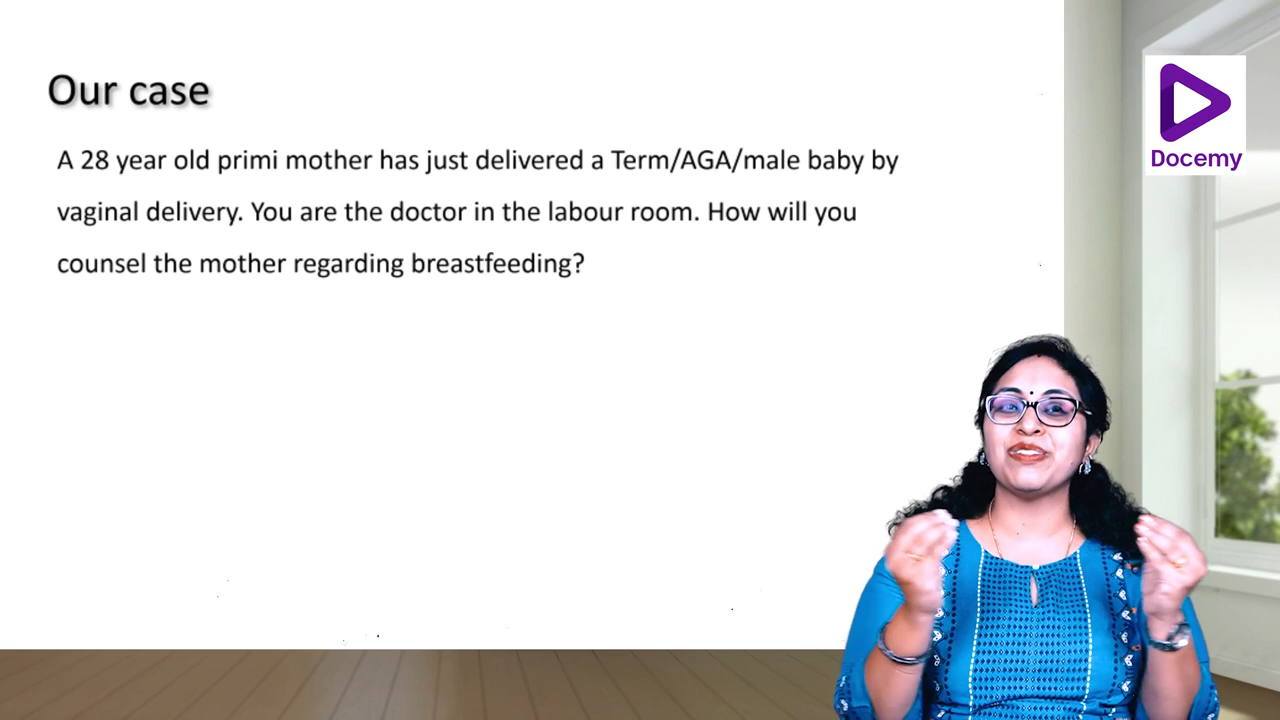 Our case
A 28 year old primi mother has just delivered a Term/AGA/male baby by
vaginal delivery. You are the doctor in the labour room. How will you
counsel the mother regarding breastfeeding?
Docemy